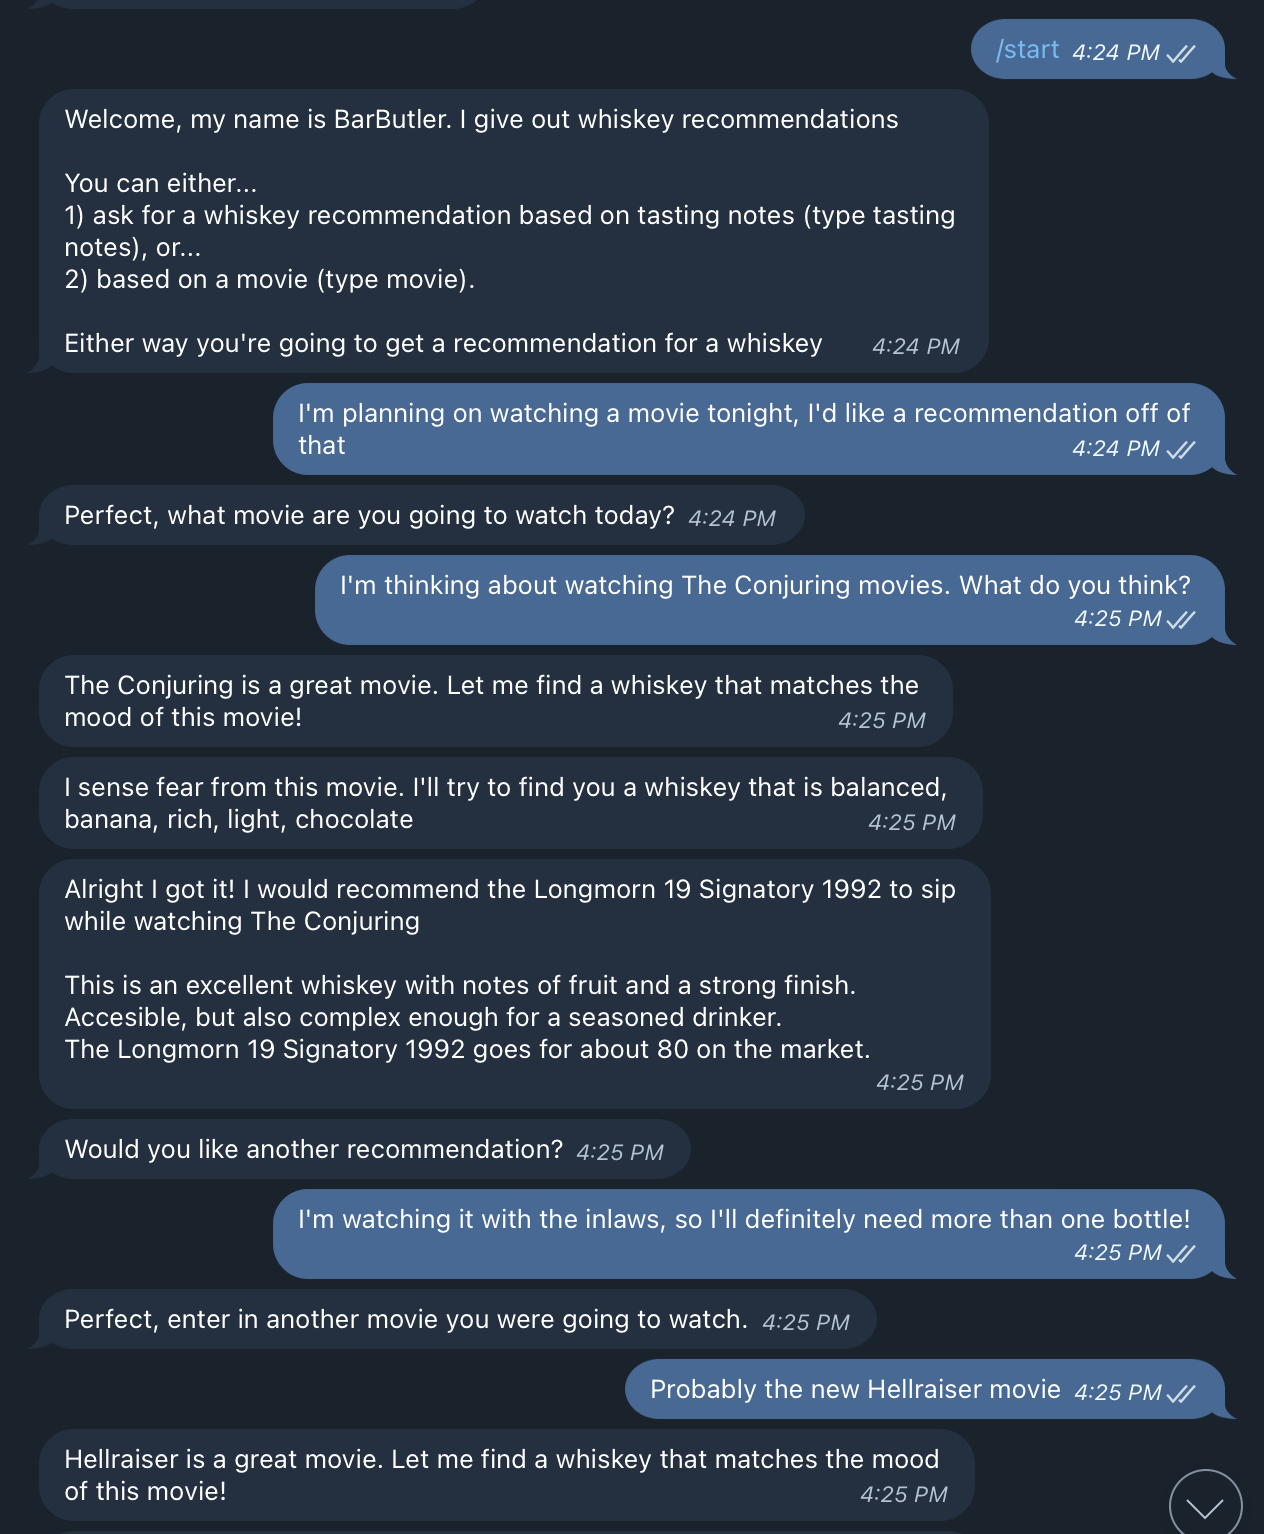 /start 4:24 PM
Welcome, my name is BarButler. I give out whiskey recommendations
You can either...
1) ask for a whiskey recommendation based on tasting notes (type tasting
notes), or...
2) based on a movie (type movie).
Either way you're going to get a recommendation for a whiskey 4:24 PM
I'm planning on watching a movie tonight, I'd like a recommendation off of
that 4:24 PM
Perfect, what movie are you going to watch today? 4:24 PM
I'm thinking about watching The Conjuring movies. What do you think?
4:25 PM
The Conjuring is a great movie. Let me find a whiskey that matches the
mood of this movie! 4:25 PM
I sense fear from this movie. I'll try to find you a whiskey that is balanced,
banana, rich, light, chocolate 4:25 PM
Alright I got it! I would recommend the Longmorn 19 Signatory 1992 to sip
while watching The Conjuring
This is an excellent whiskey with notes of fruit and a strong finish.
Accesible, but also complex enough for a seasoned drinker.
The Longmorn 19 Signatory 1992 goes for about 80 on the market.
4:25 PM
Would you like another recommendation? 4:25 PM
I'm watching it with the inlaws, so I'll definitely need more than one bottle!
4:25 PM
Perfect, enter in another movie you were going to watch. 4:25 PM
Probably the new Hellraiser movie 4:25 PM
Hellraiser is a great movie. Let me find a whiskey that matches the mood
of this movie! 4:25 PM